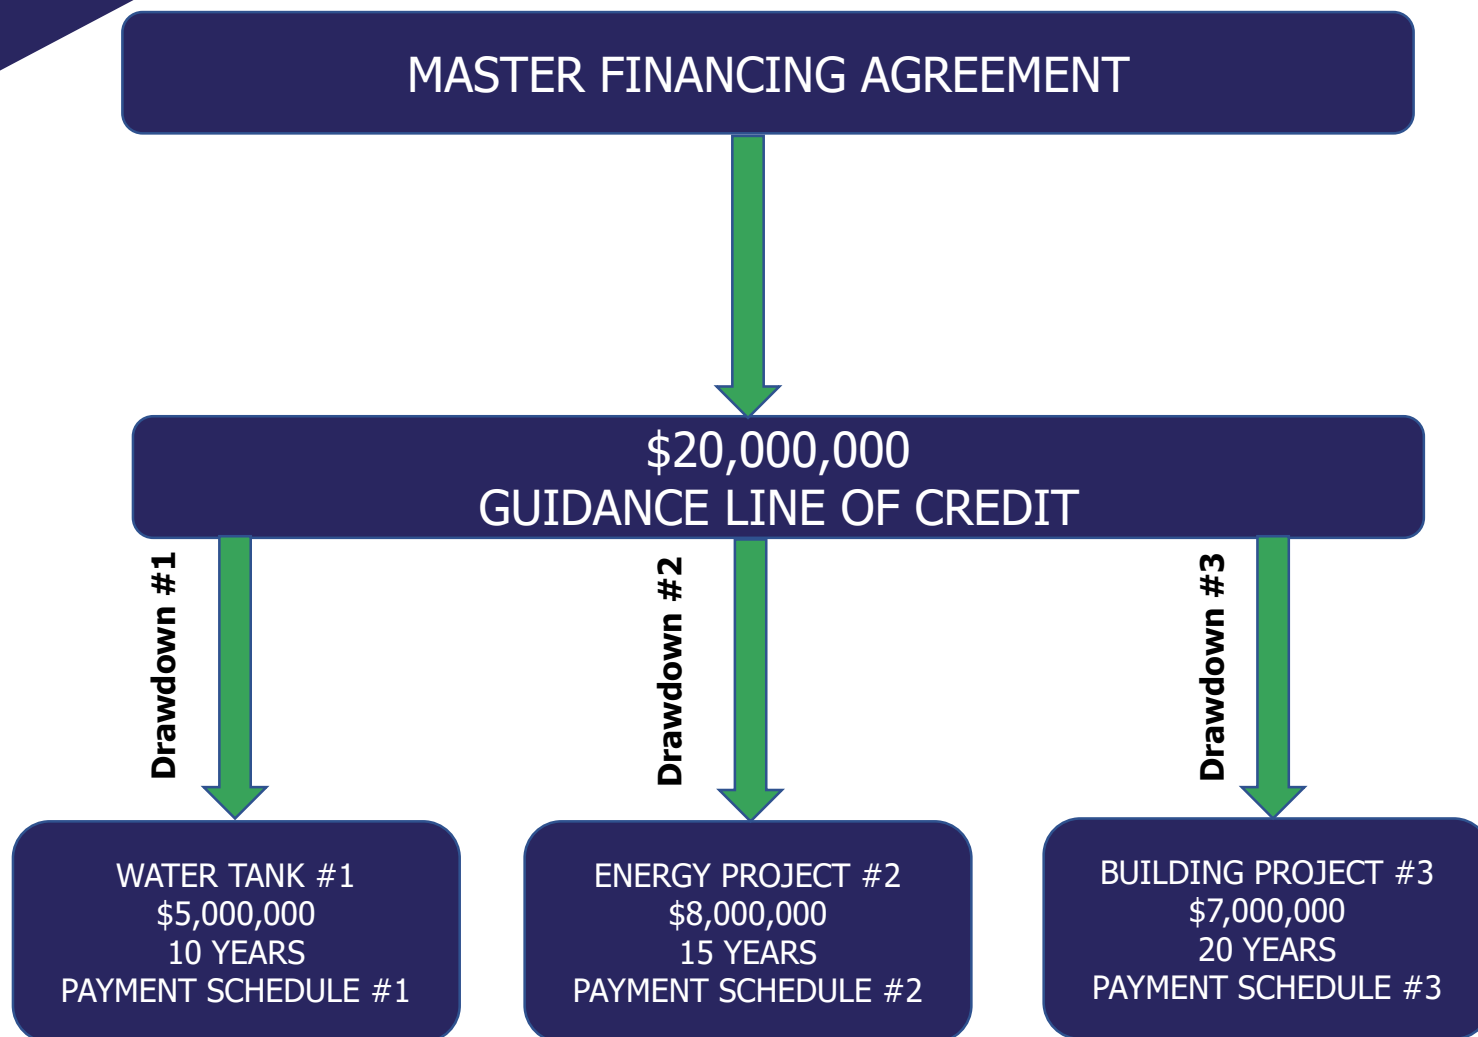 MASTER FINANCING AGREEMENT
$20,000,000
GUIDANCE LINE OF CREDIT
Drawdown #1
Drawdown #2
Drawdown #3
WATER TANK #1
$5,000,000
10 YEARS
PAYMENT SCHEDULE #1
ENERGY PROJECT #2
$8,000,000
15 YEARS
PAYMENT SCHEDULE #2
BUILDING PROJECT #3
$7,000,000
20 YEARS
PAYMENT SCHEDULE #3